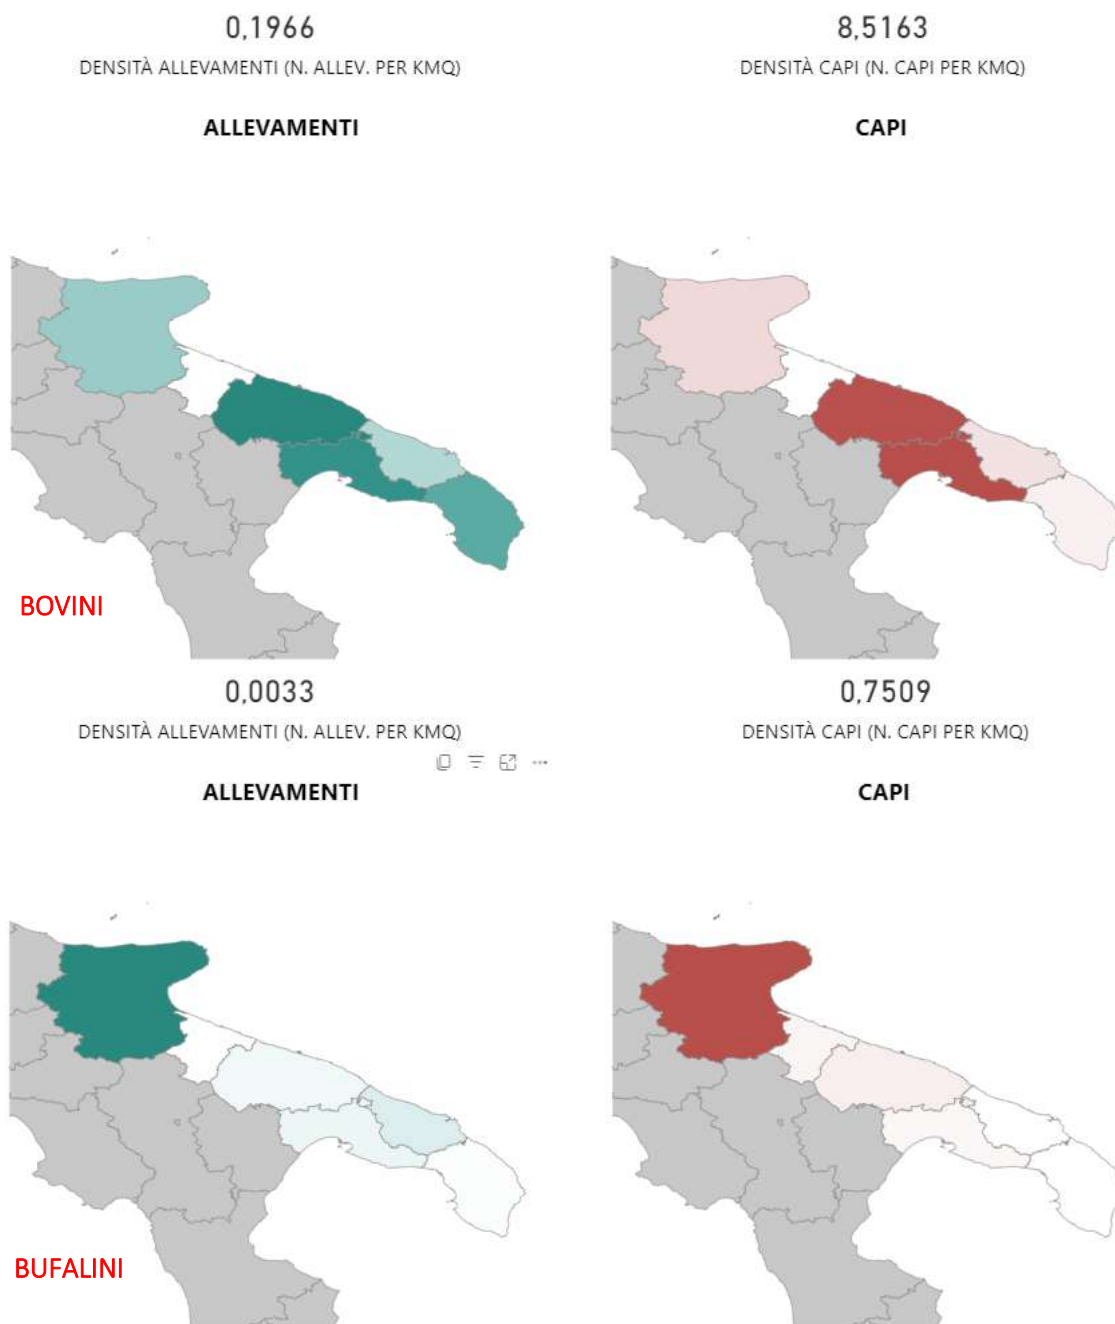 0,1966
DENSITÀ ALLEVAMENTI (N. ALLEV. PER KMQ)
8,5163
DENSITÀ CAPI (N. CAPI PER KMQ)
ALLEVAMENTI
CAPI
BOVINI
0,0033
DENSITÀ ALLEVAMENTI (N. ALLEV. PER KMQ)
0,7509
DENSITÀ CAPI (N. CAPI PER KMQ)
ALLEVAMENTI
CAPI
BUFALINI